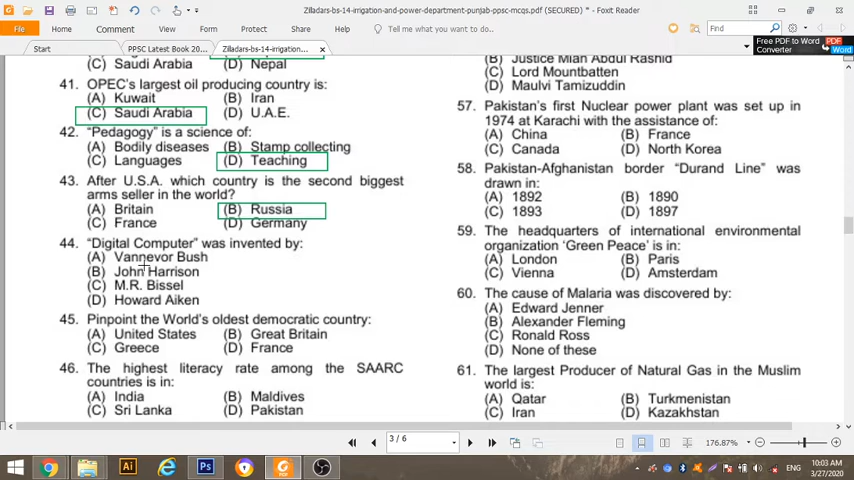 Zilladars-bs-14-irrigation-and-power-department-punjab-ppsc-mcqs.pdf (SECURED) * - Foxit Reader
File
Home
Comment
View
Form
Protect
Share
Help
Tell me what you want to do...
Find
Start
PPSC Latest Book 20...
Zilladars-bs-14-irrigation-...
Free PDF to Word
Converter
PDF
Word
(C) Saudi Arabia (D) Nepal
41. OPEC's largest oil producing country is:
(A) Kuwait (B) Iran
(C) Saudi Arabia (D) U.A.E.
42. “Pedagogy” is a science of:
(A) Bodily diseases (B) Stamp collecting
(C) Languages (D) Teaching
43. After U.S.A. which country is the second biggest
arms seller in the world?
(A) Britain (B) Russia
(C) France (D) Germany
44. “Digital Computer” was invented by:
(A) Vannevor Bush
(B) John Harrison
(C) M.R. Bissel
(D) Howard Aiken
45. Pinpoint the World's oldest democratic country:
(A) United States (B) Great Britain
(C) Greece (D) France
46. The highest literacy rate among the SAARC
countries is in:
(A) India (B) Maldives
(C) Sri Lanka (D) Pakistan
(B) Justice Mian Abdul Rashid
(C) Lord Mountbatten
(D) Maulvi Tamizuddin
57. Pakistan's first Nuclear power plant was set up in
1974 at Karachi with the assistance of:
(A) China (B) France
(C) Canada (D) North Korea
58. Pakistan-Afghanistan border “Durand Line” was
drawn in:
(A) 1892 (B) 1890
(C) 1893 (D) 1897
59. The headquarters of international environmental
organization ‘Green Peace’ is in:
(A) London (B) Paris
(C) Vienna (D) Amsterdam
60. The cause of Malaria was discovered by:
(A) Edward Jenner
(B) Alexander Fleming
(C) Ronald Ross
(D) None of these
61. The largest Producer of Natural Gas in the Muslim
world is:
(A) Qatar (B) Turkmenistan
(C) Iran (D) Kazakhstan
3 / 6
176.87%
Ai
Ps
ENG
10:03 AM
3/27/2020